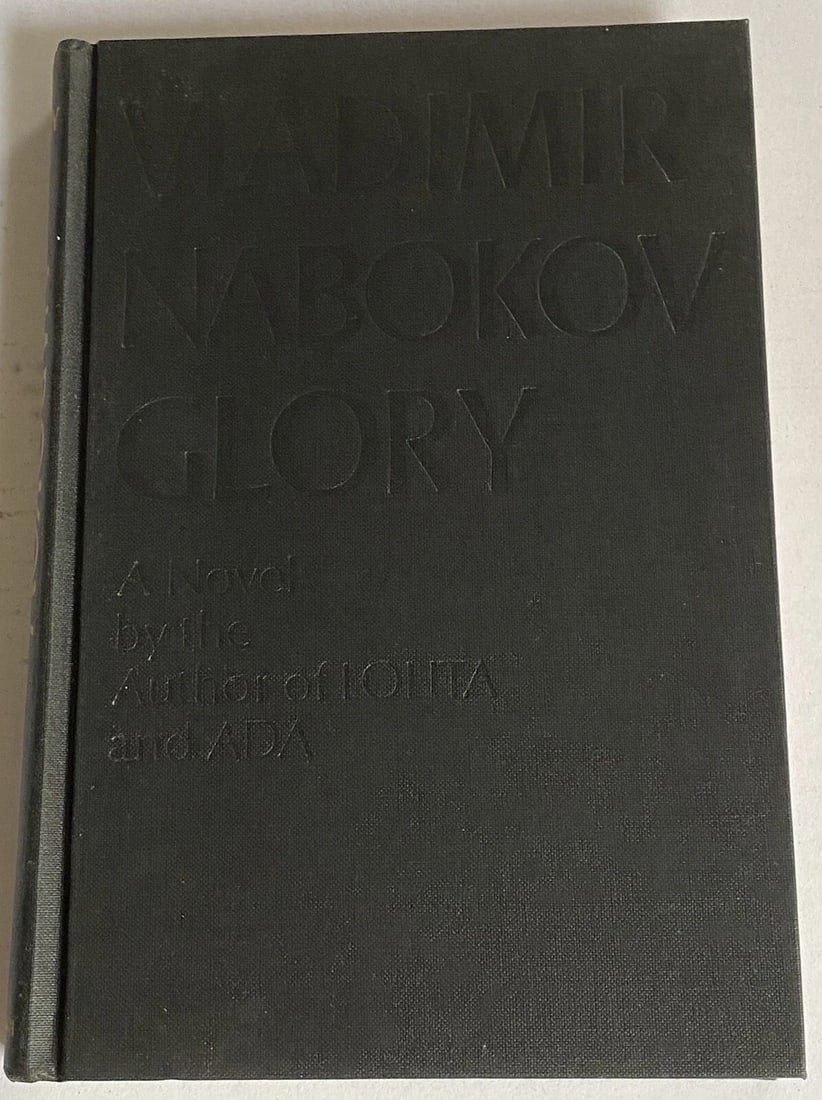 VLADIMIR
NABOKOV
GLORY
A Novel
by the
Author of LOLITA
and ADA